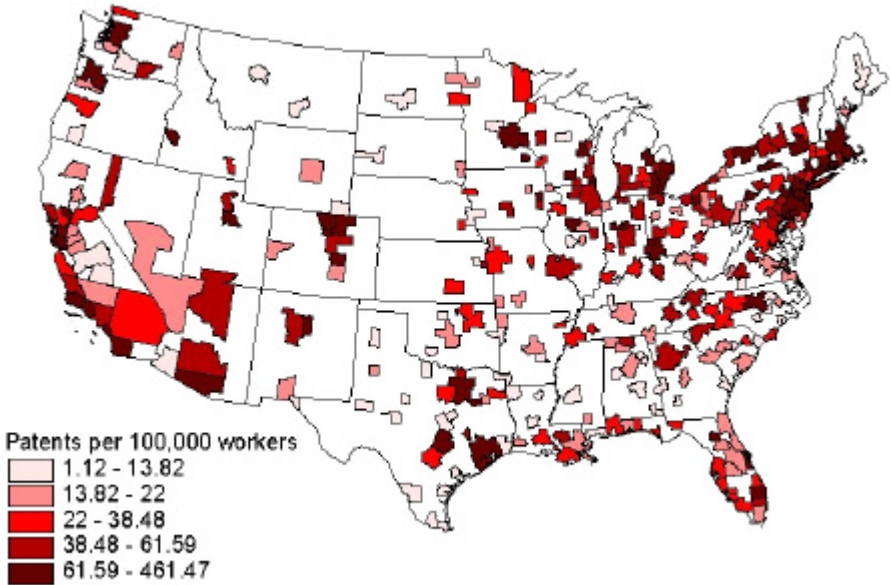 Patents per 100,000 workers
1.12 - 13.82
13.82 - 22
22 - 38.48
38.48 - 61.59
61.59 - 461.47